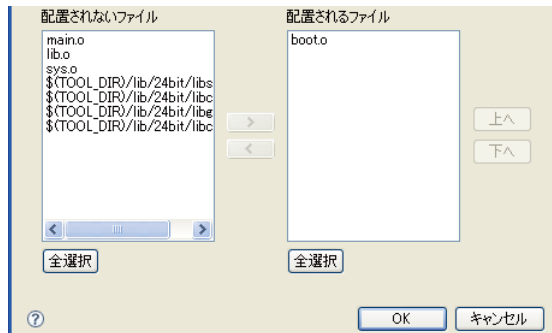 配置されないファイル
配置されるファイル
main.o
lib.o
sys.o
$(TOOL_DIR)/lib/24bit/libs
$(TOOL_DIR)/lib/24bit/libc
$(TOOL_DIR)/lib/24bit/libg
$(TOOL_DIR)/lib/24bit/libc
boot.o
>
<
上へ
下へ
全選択
全選択
?
OK
キャンセル